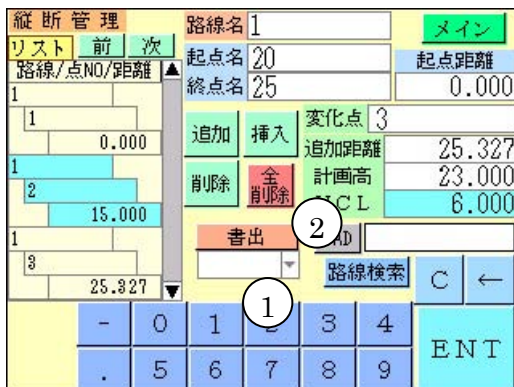 縦断管理
リスト 前 次
路線/点NO/距離 ▲
1
1
0.000
1
2
15.000
1
3
25.327 ▼
路線名 1 メイン
起点名 20 起点距離
終点名 25 0.000
追加 挿入 変化点 3
追加距離 25.327
削除 全削除 計画高 23.000
CL 6.000
書出 2
路線検索 C ←
1
- 0 1 3 4
. 5 6 7 8 9
ENT